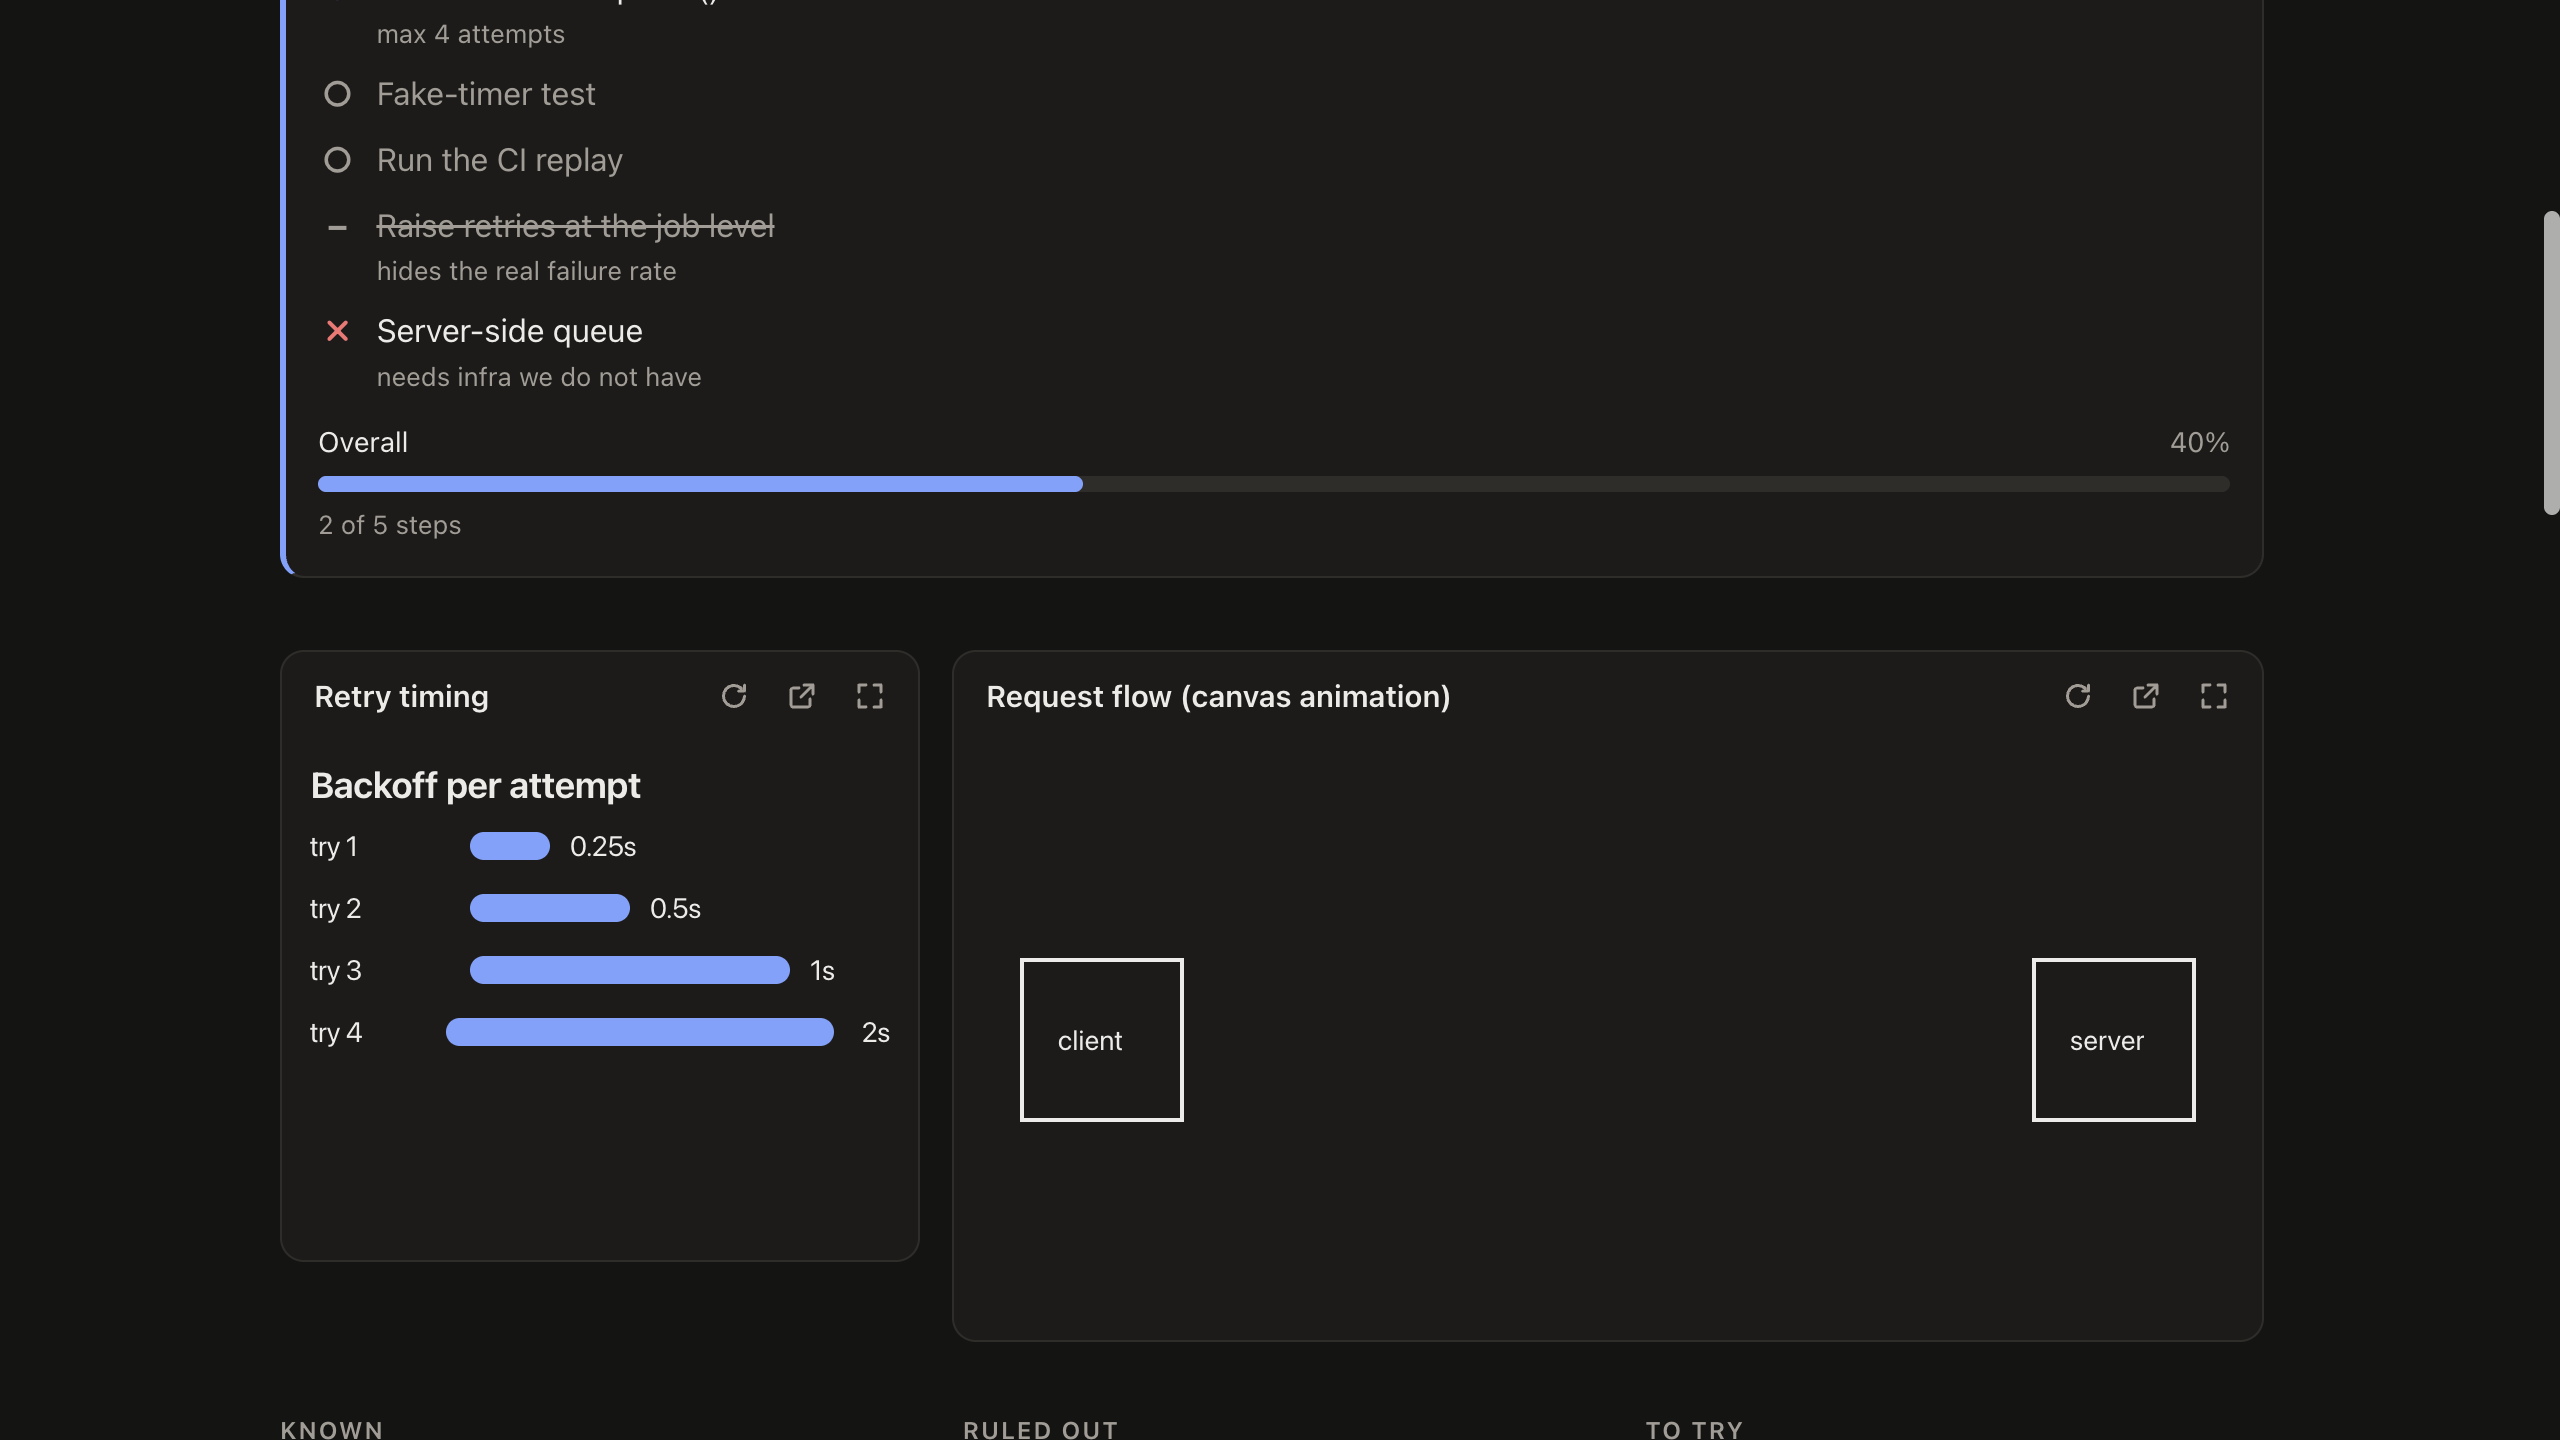 max 4 attempts
Fake-timer test
Run the CI replay
Raise retries at the job level
hides the real failure rate
Server-side queue
needs infra we do not have
Overall
40%
2 of 5 steps
Retry timing
Request flow (canvas animation)
Backoff per attempt
try 1 0.25s
try 2 0.5s
try 3 1s
try 4 2s
client
server
KNOWN
RULED OUT
TO TRY